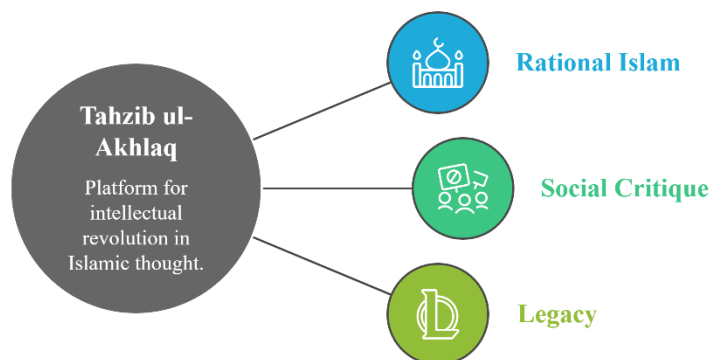 Tahzib ul-
Akhlaq
Platform for
intellectual
revolution in
Islamic thought.
Rational Islam
Social Critique
Legacy